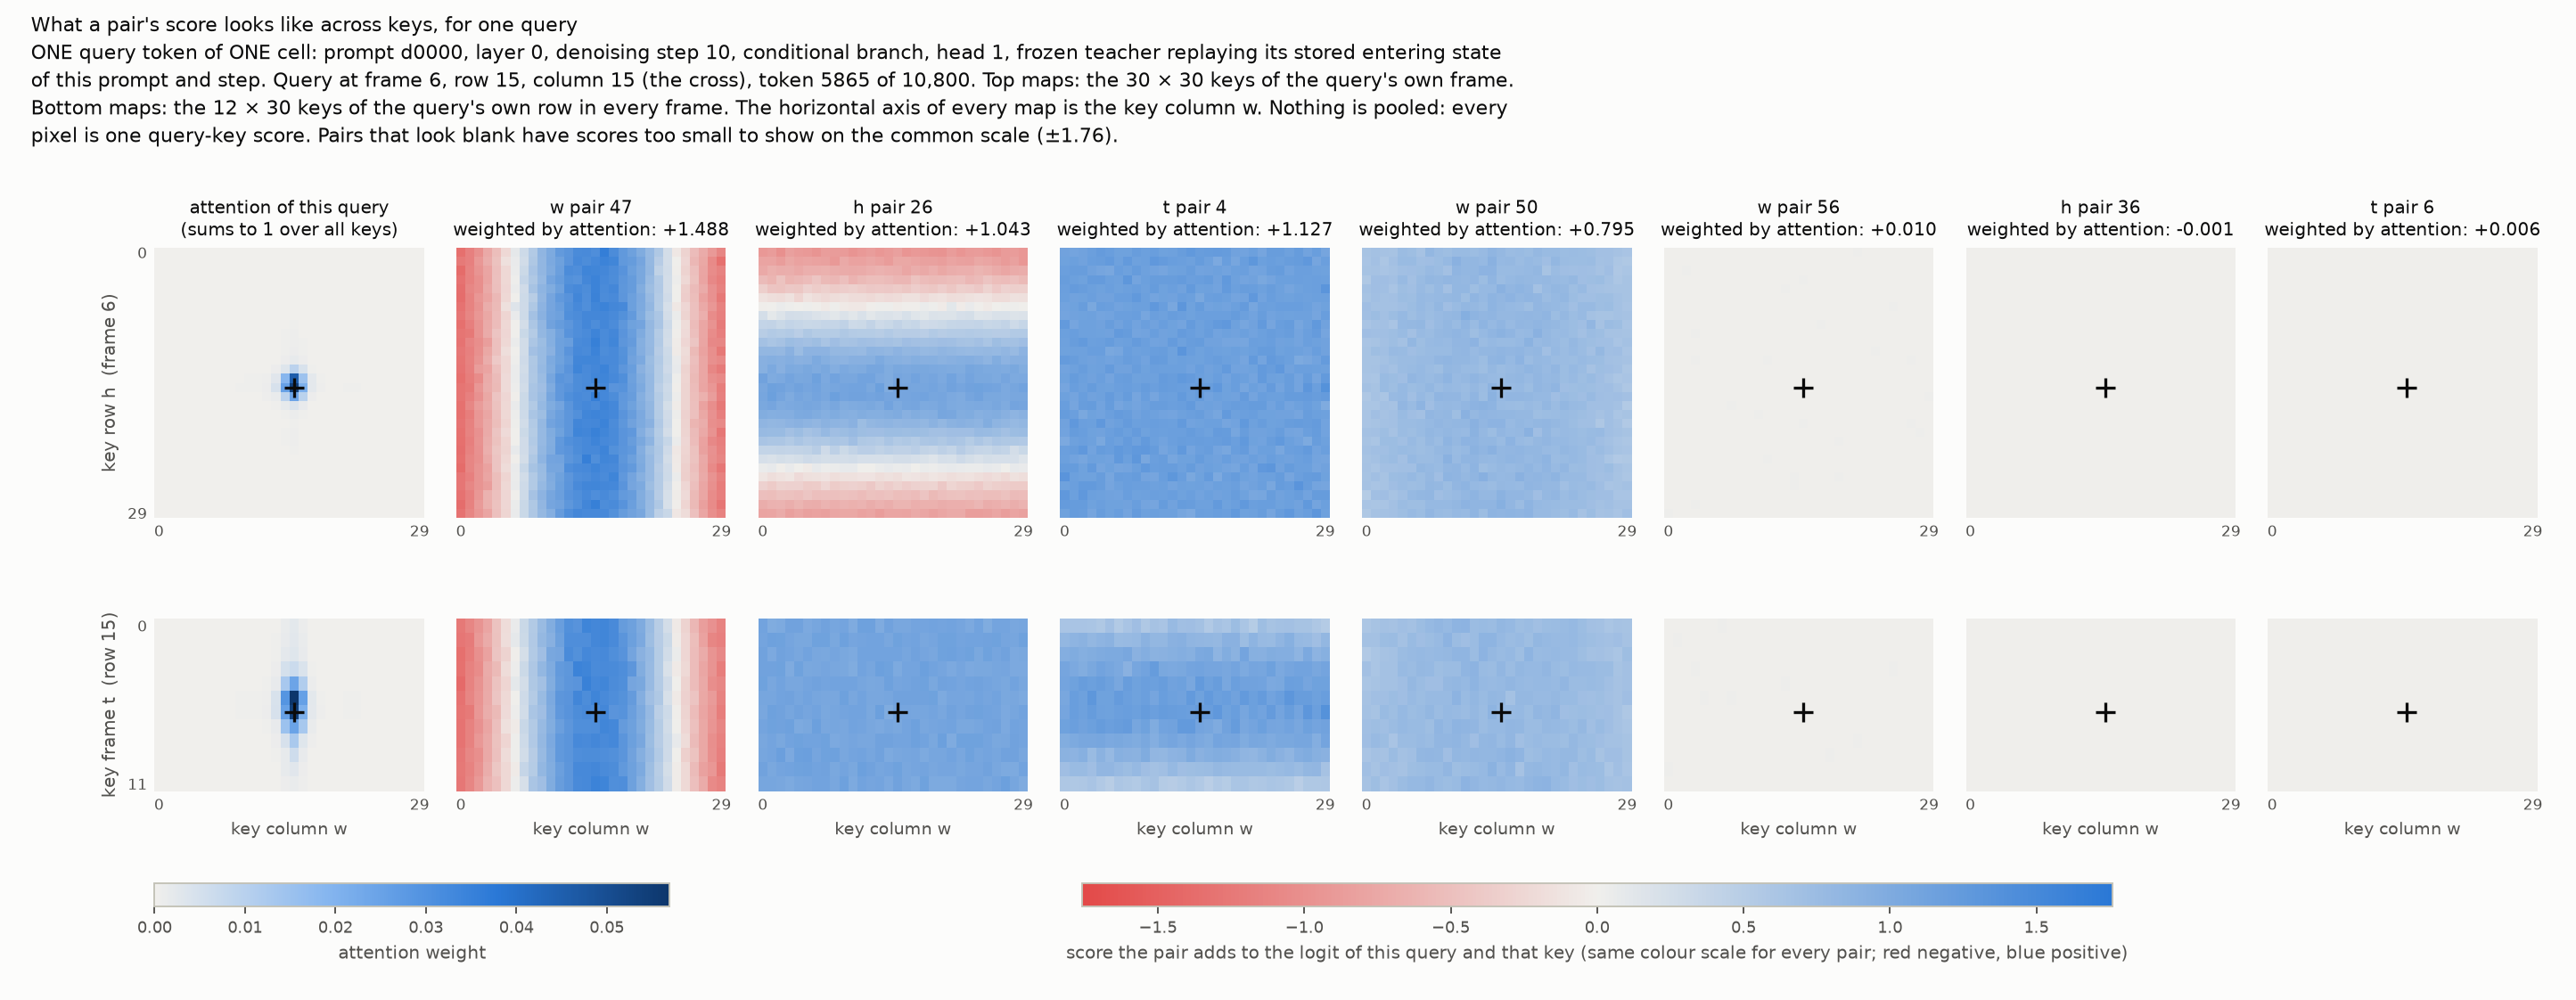 What a pair's score looks like across keys, for one query
ONE query token of ONE cell: prompt d0000, layer 0, denoising step 10, conditional branch, head 1, frozen teacher replaying its stored entering state
of this prompt and step. Query at frame 6, row 15, column 15 (the cross), token 5865 of 10,800. Top maps: the 30 × 30 keys of the query's own frame.
Bottom maps: the 12 × 30 keys of the query's own row in every frame. The horizontal axis of every map is the key column w. Nothing is pooled: every
pixel is one query-key score. Pairs that look blank have scores too small to show on the common scale (±1.76).
attention of this query
(sums to 1 over all keys)
w pair 47
weighted by attention: +1.488
h pair 26
weighted by attention: +1.043
t pair 4
weighted by attention: +1.127
w pair 50
weighted by attention: +0.795
w pair 56
weighted by attention: +0.010
h pair 36
weighted by attention: -0.001
t pair 6
weighted by attention: +0.006
key row h (frame 6)
0
29
0 29
0 29
0 29
0 29
0 29
0 29
0 29
0 29
key frame t (row 15)
0
11
0 29
0 29
0 29
0 29
0 29
0 29
0 29
0 29
key column w
key column w
key column w
key column w
key column w
key column w
key column w
key column w
0.00 0.01 0.02 0.03 0.04 0.05
attention weight
−1.5 −1.0 −0.5 0.0 0.5 1.0 1.5
score the pair adds to the logit of this query and that key (same colour scale for every pair; red negative, blue positive)